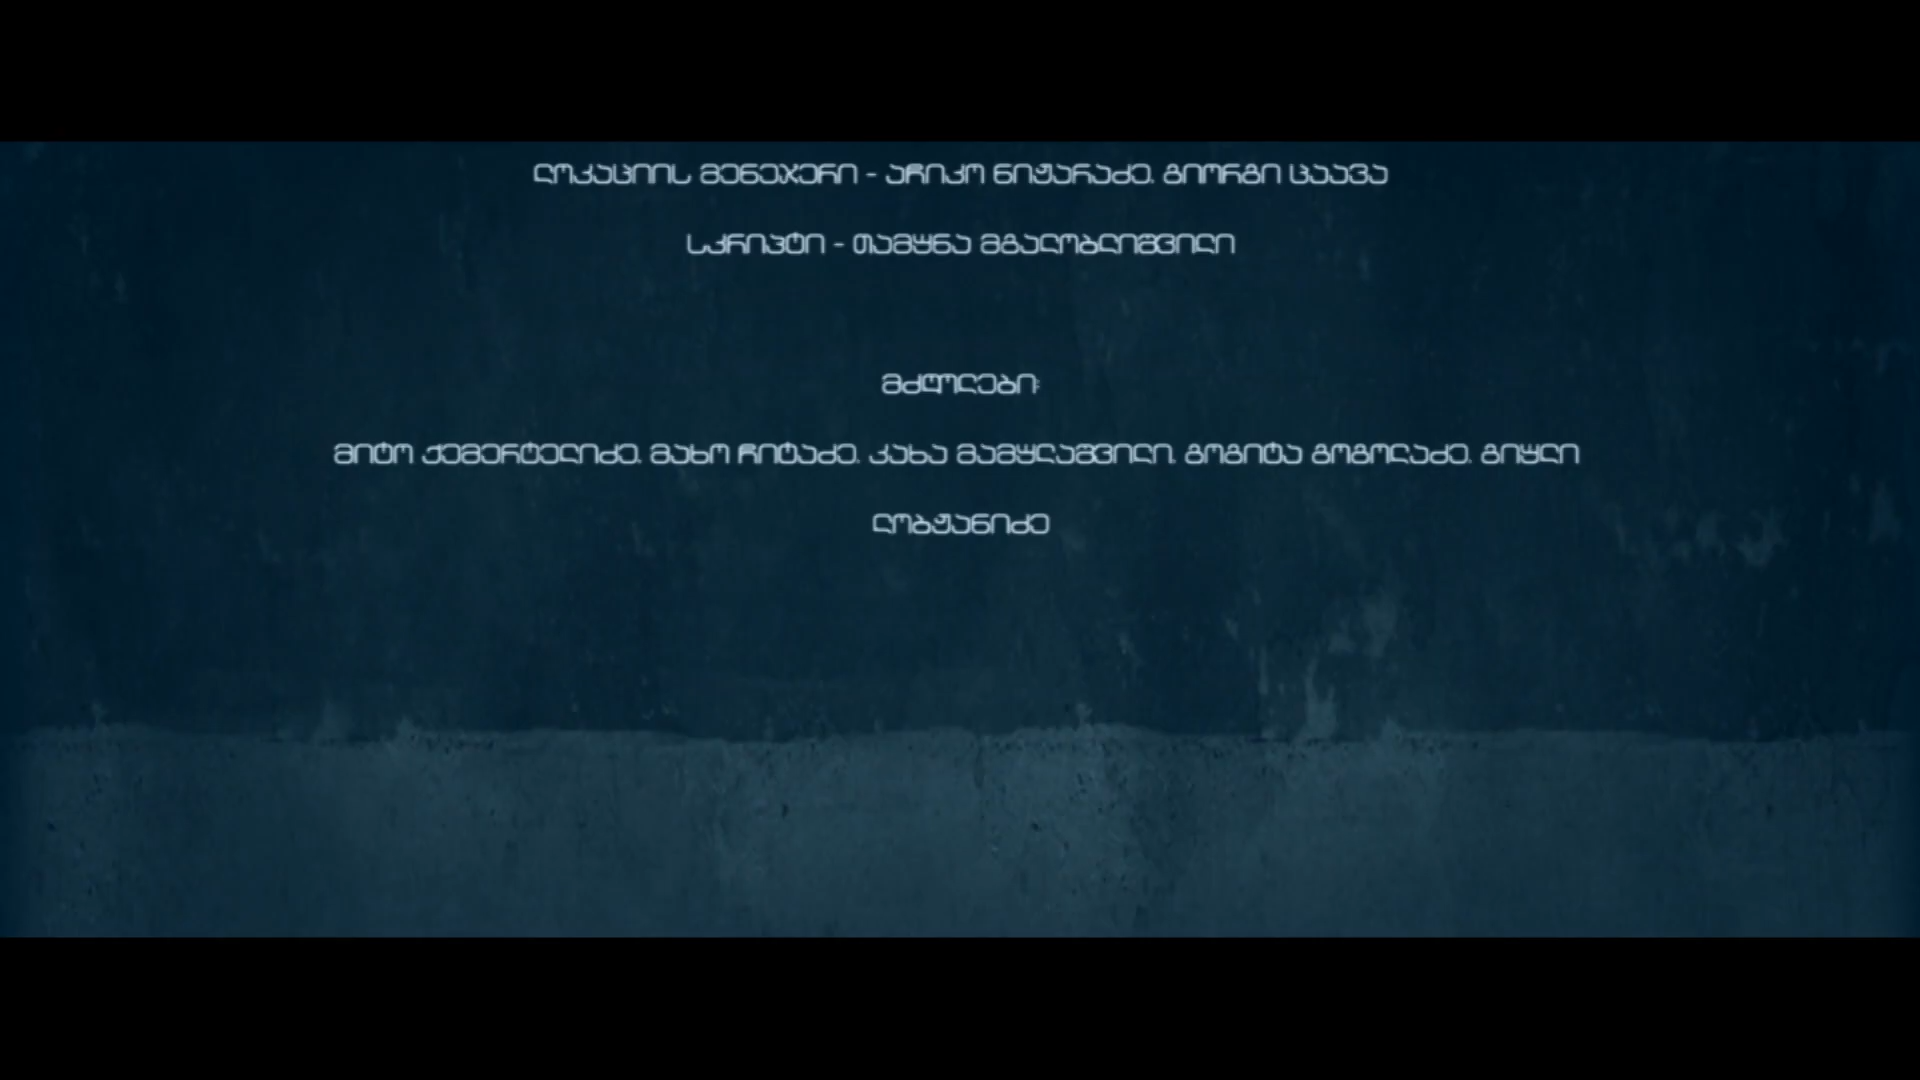 ლოკაციის მენეჯერი - აჩიკო ნიჟარაძე, გიორგი ცაავა
სკრიპტი - თამუნა მგალობლიშვილი
მძღოლები:
მიტო ქემერტელიძე, მახო ჩიტაძე, კახა მამულაშვილი, გოგიტა გოგოლაძე, გიული
ლობჟანიძე